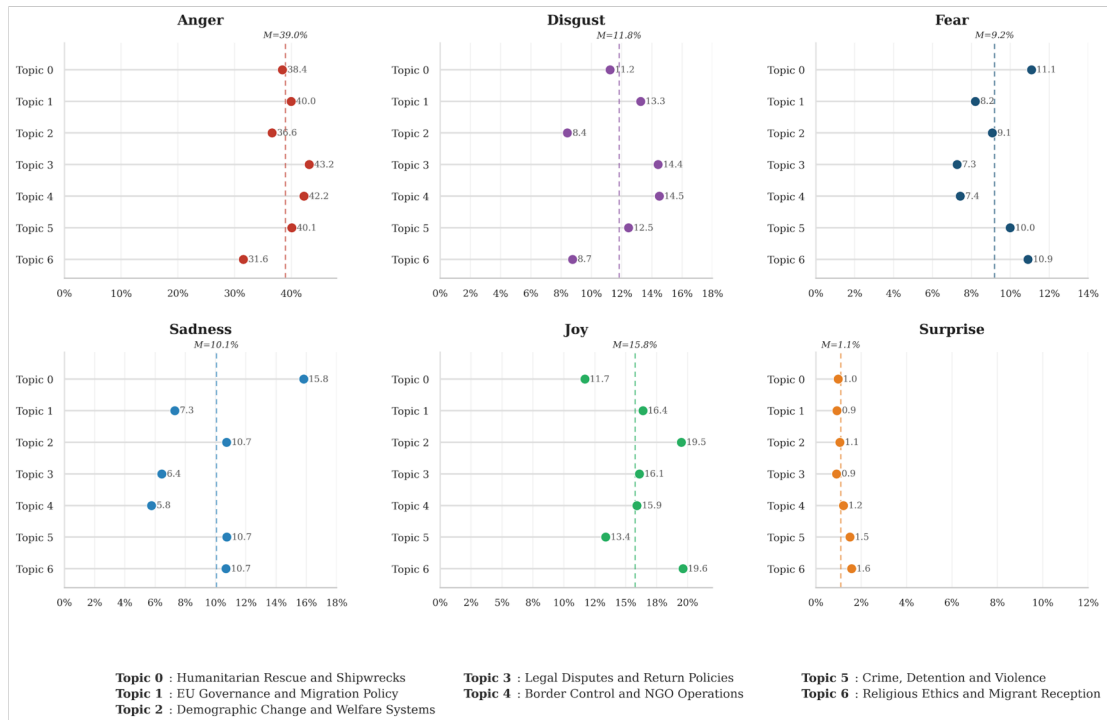 Anger
M=39.0%
Topic 0
38.4
Topic 1
40.0
Topic 2
36.6
Topic 3
43.2
Topic 4
42.2
Topic 5
40.1
Topic 6
31.6
0% 10% 20% 30% 40%
Disgust
M=11.8%
Topic 0
11.2
Topic 1
13.3
Topic 2
8.4
Topic 3
14.4
Topic 4
14.5
Topic 5
12.5
Topic 6
8.7
0% 2% 4% 6% 8% 10% 12% 14% 16% 18%
Fear
M=9.2%
Topic 0
11.1
Topic 1
8.2
Topic 2
9.1
Topic 3
7.3
Topic 4
7.4
Topic 5
10.0
Topic 6
10.9
0% 2% 4% 6% 8% 10% 12% 14%
Sadness
M=10.1%
Topic 0
15.8
Topic 1
7.3
Topic 2
10.7
Topic 3
6.4
Topic 4
5.8
Topic 5
10.7
Topic 6
10.7
0% 2% 4% 6% 8% 10% 12% 14% 16% 18%
Joy
M=15.8%
Topic 0
11.7
Topic 1
16.4
Topic 2
19.5
Topic 3
16.1
Topic 4
15.9
Topic 5
13.4
Topic 6
19.6
0% 2% 5% 8% 10% 12% 15% 18% 20%
Surprise
M=1.1%
Topic 0
1.0
Topic 1
0.9
Topic 2
1.1
Topic 3
0.9
Topic 4
1.2
Topic 5
1.5
Topic 6
1.6
0% 2% 4% 6% 8% 10% 12%
Topic 0 : Humanitarian Rescue and Shipwrecks
Topic 1 : EU Governance and Migration Policy
Topic 2 : Demographic Change and Welfare Systems
Topic 3 : Legal Disputes and Return Policies
Topic 4 : Border Control and NGO Operations
Topic 5 : Crime, Detention and Violence
Topic 6 : Religious Ethics and Migrant Reception